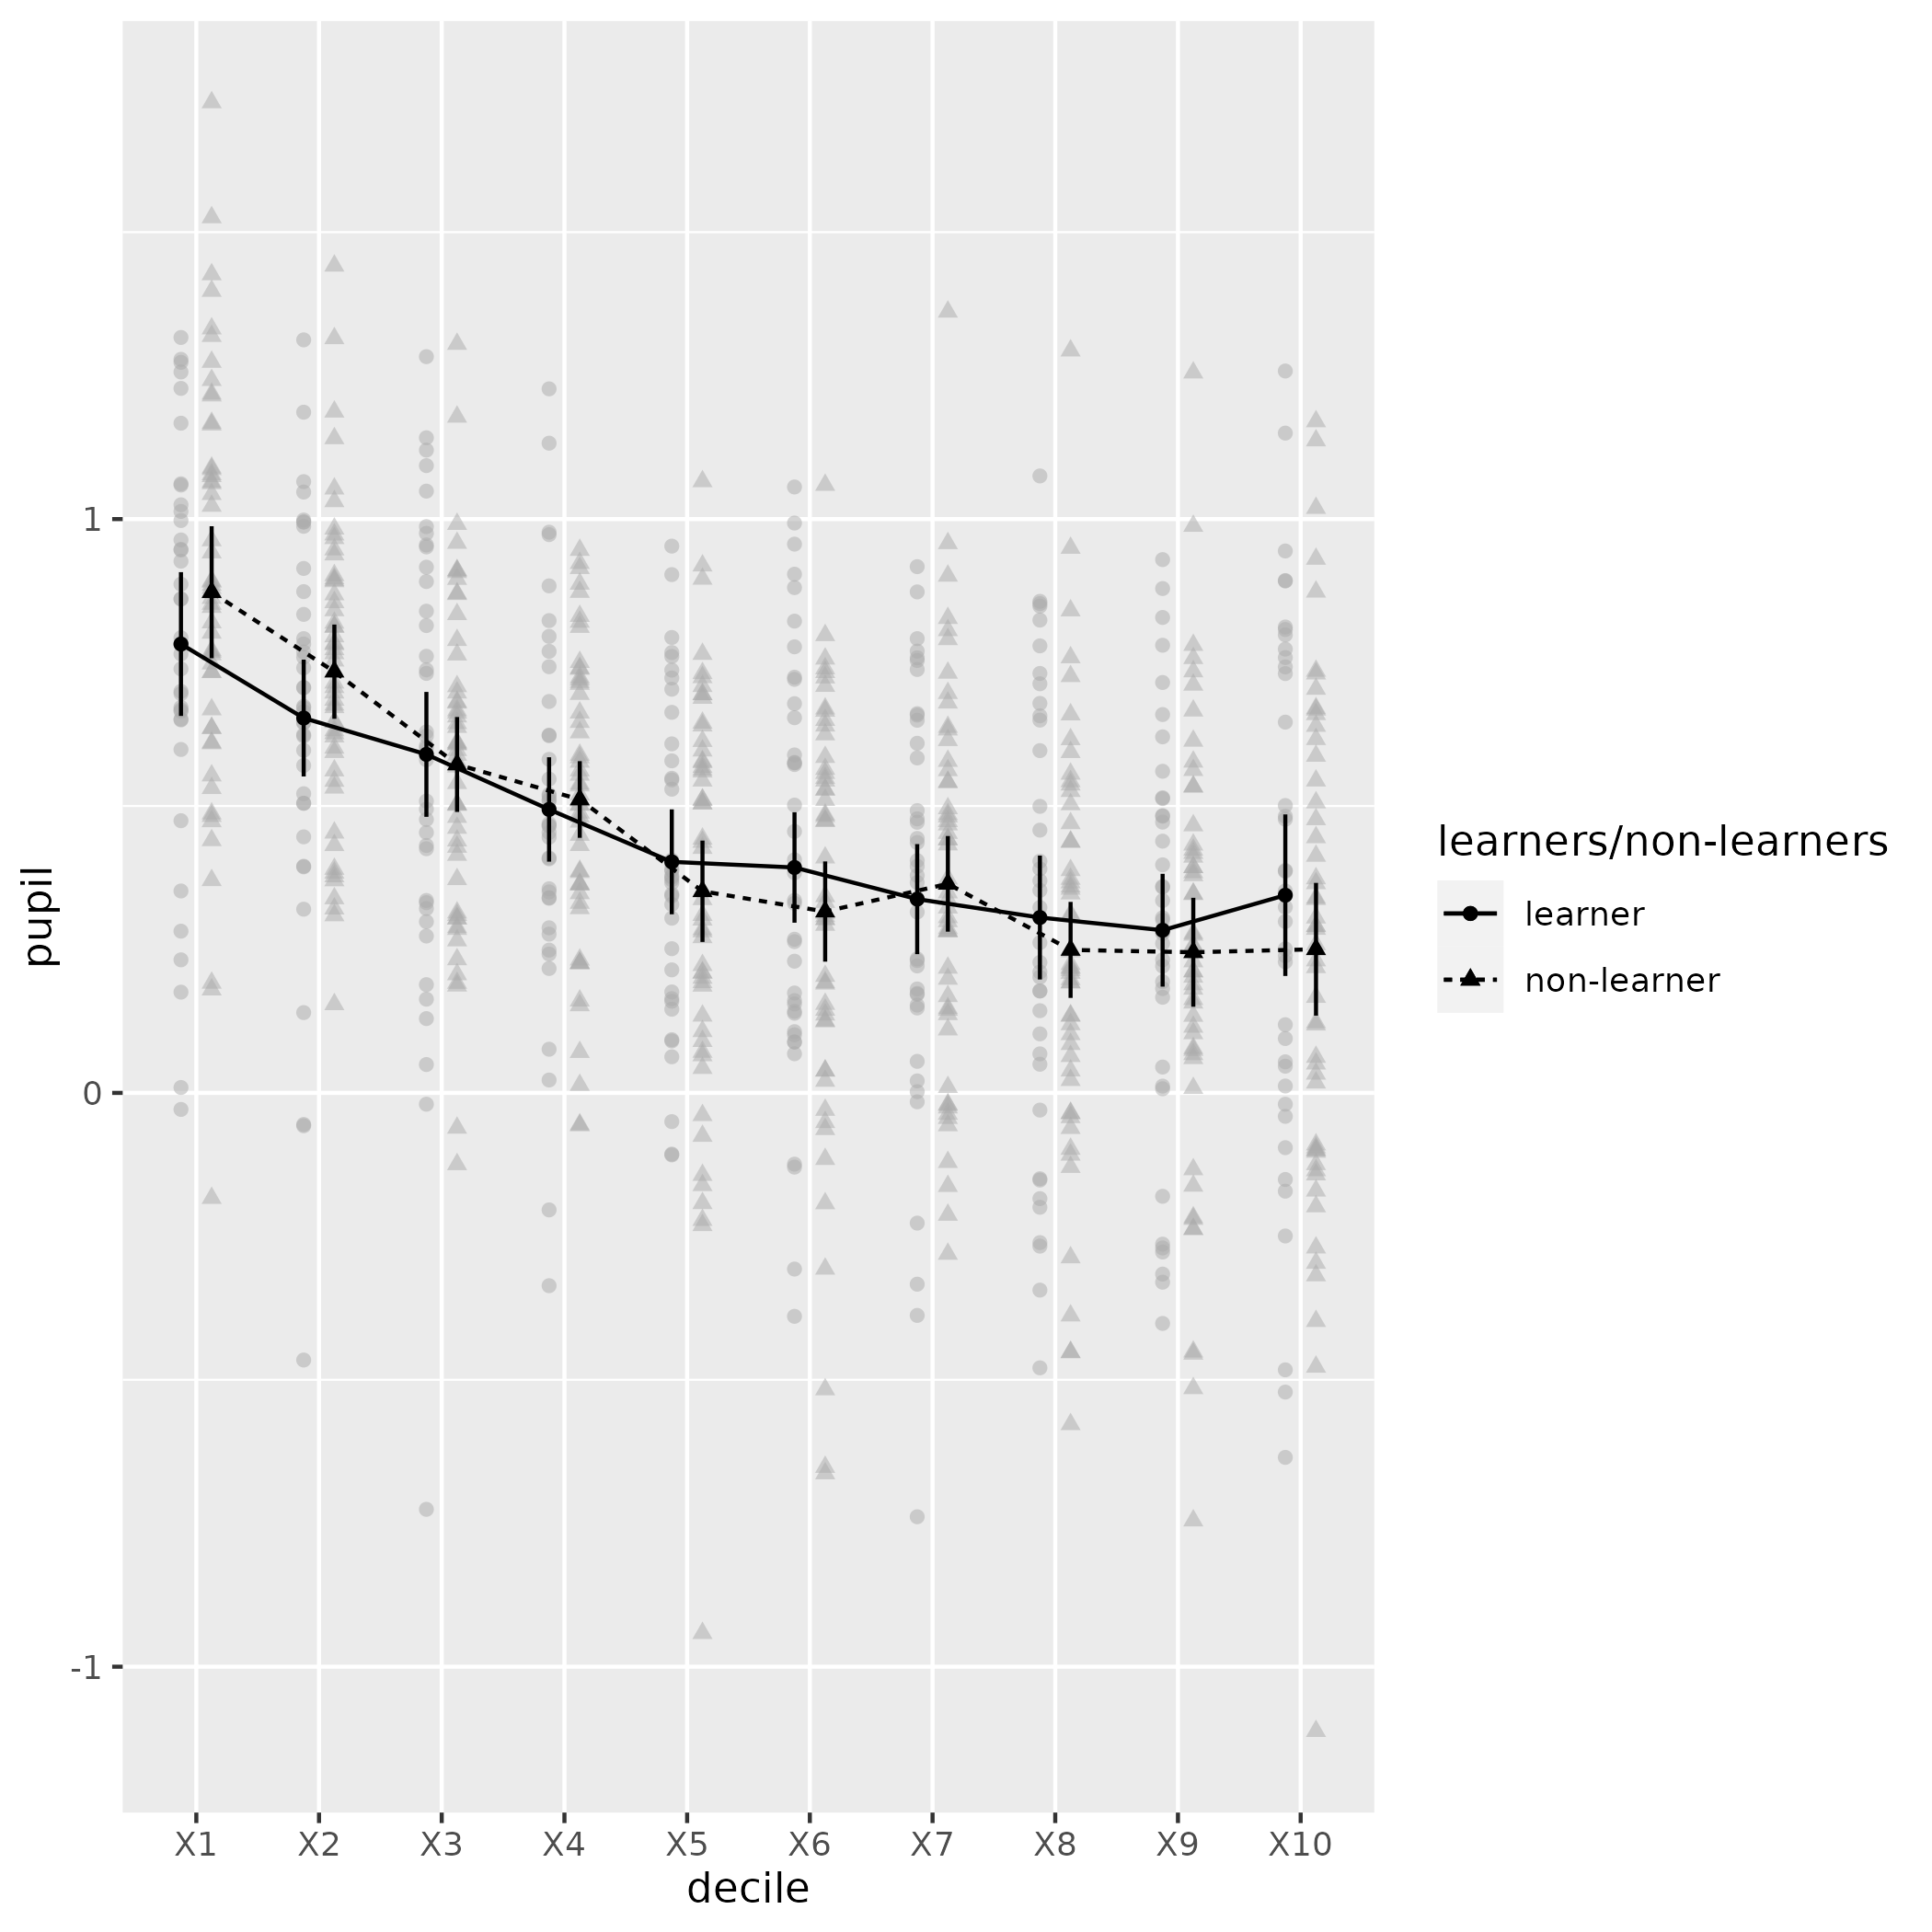 pupil
1
0
-1
X1 X2 X3 X4 X5 X6 X7 X8 X9 X10
decile
learners/non-learners
learner
non-learner